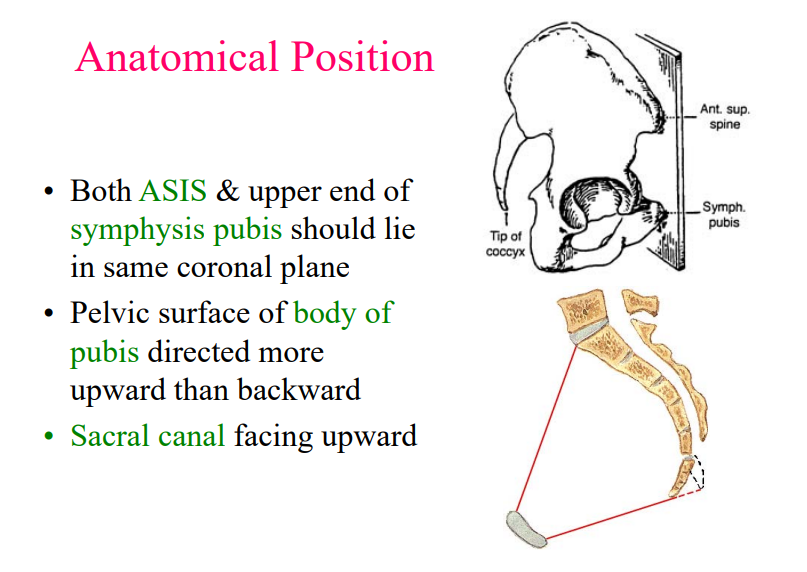 Anatomical Position
• Both ASIS & upper end of
symphysis pubis should lie
in same coronal plane
• Pelvic surface of body of
pubis directed more
upward than backward
• Sacral canal facing upward
Ant. sup.
spine
Symph.
pubis
Tip of
coccyx